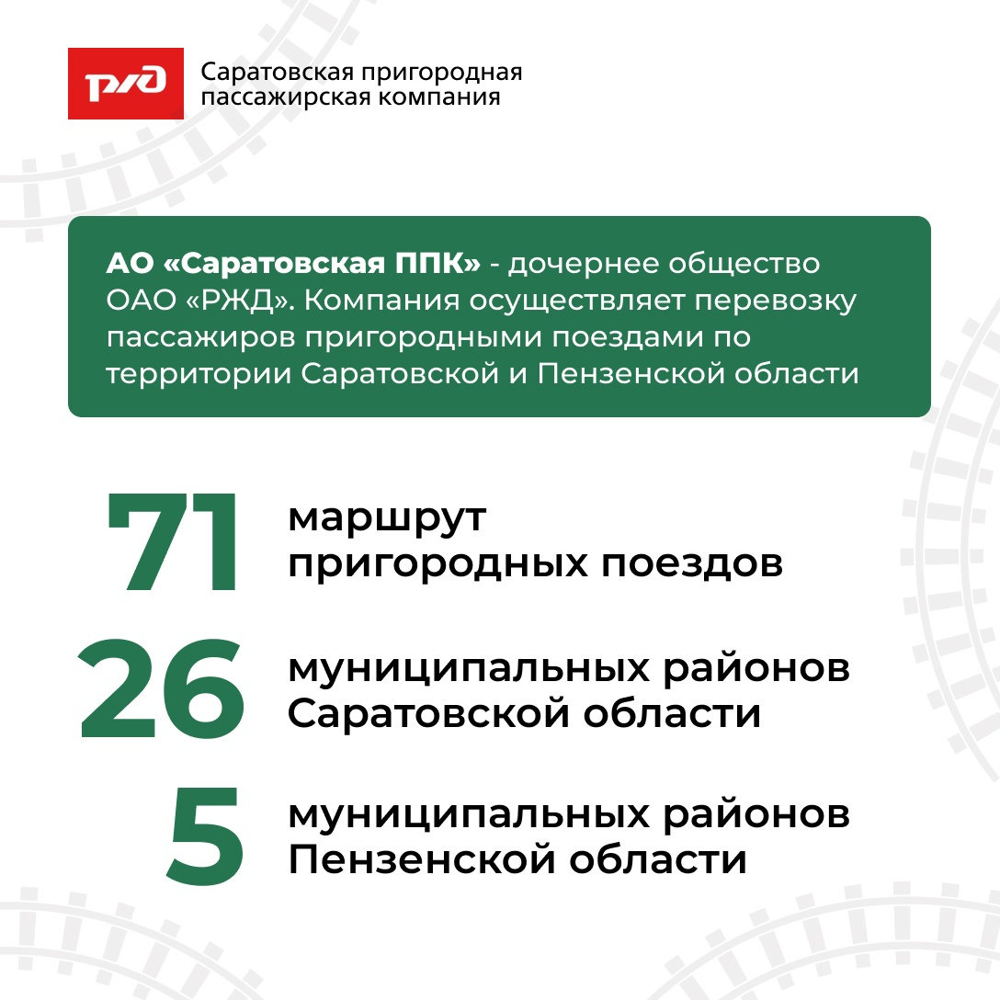 РЖД
Саратовская пригородная
пассажирская компания
АО «Саратовская ППК» - дочернее общество
ОАО «РЖД». Компания осуществляет перевозку
пассажиров пригородными поездами по
территории Саратовской и Пензенской области
71
маршрут
пригородных поездов
26
муниципальных районов
Саратовской области
5
муниципальных районов
Пензенской области